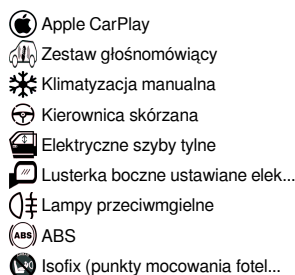 Apple CarPlay
Zestaw głośnomówiący
Klimatyzacja manualna
Kierownica skórzana
Elektryczne szyby tylne
Lusterka boczne ustawiane elek...
Lampy przeciwmgielne
(ABS) ABS
Isofix (punkty mocowania fotel...